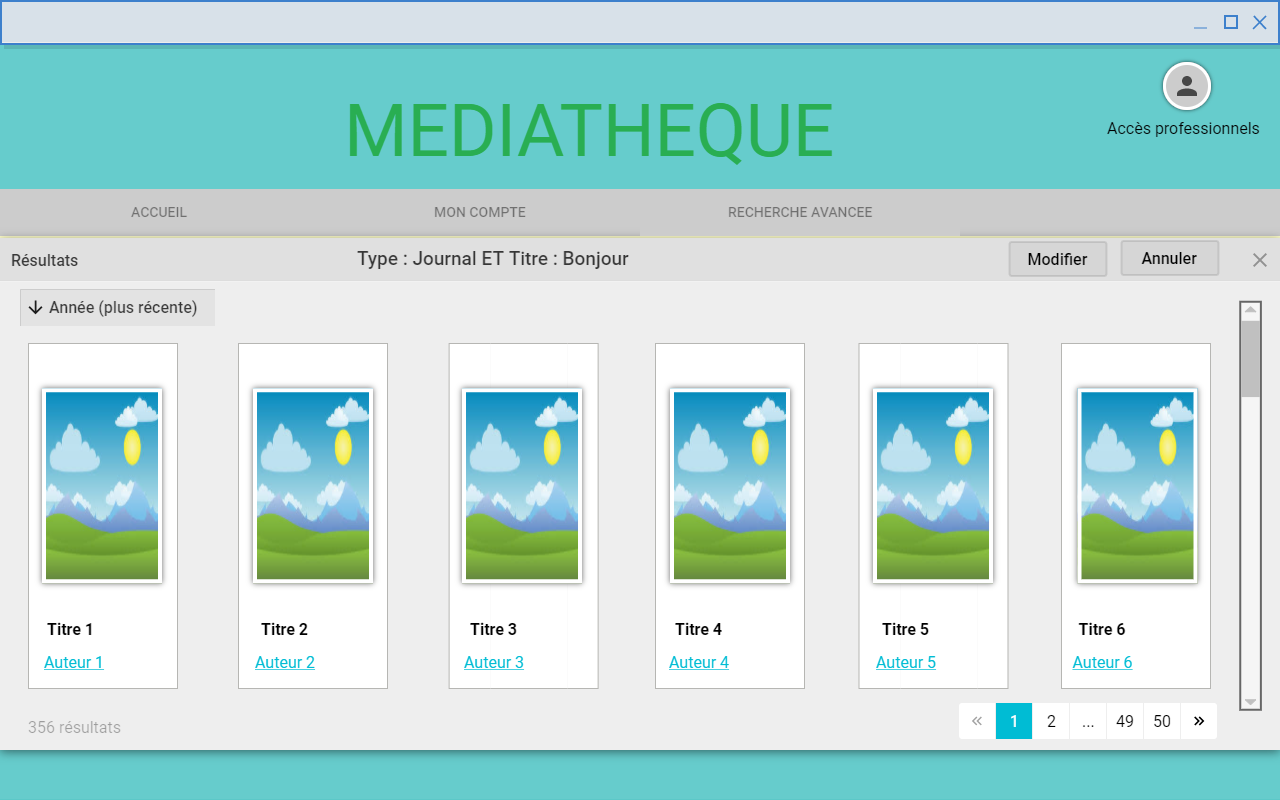 MEDIATHEQUE
Accès professionnels
ACCUEIL
MON COMPTE
RECHERCHE AVANCEE
Résultats
Type : Journal ET Titre : Bonjour
Modifier
Annuler
Année (plus récente)
Titre 1
Auteur 1
Titre 2
Auteur 2
Titre 3
Auteur 3
Titre 4
Auteur 4
Titre 5
Auteur 5
Titre 6
Auteur 6
356 résultats
« 1 2 ... 49 50 »